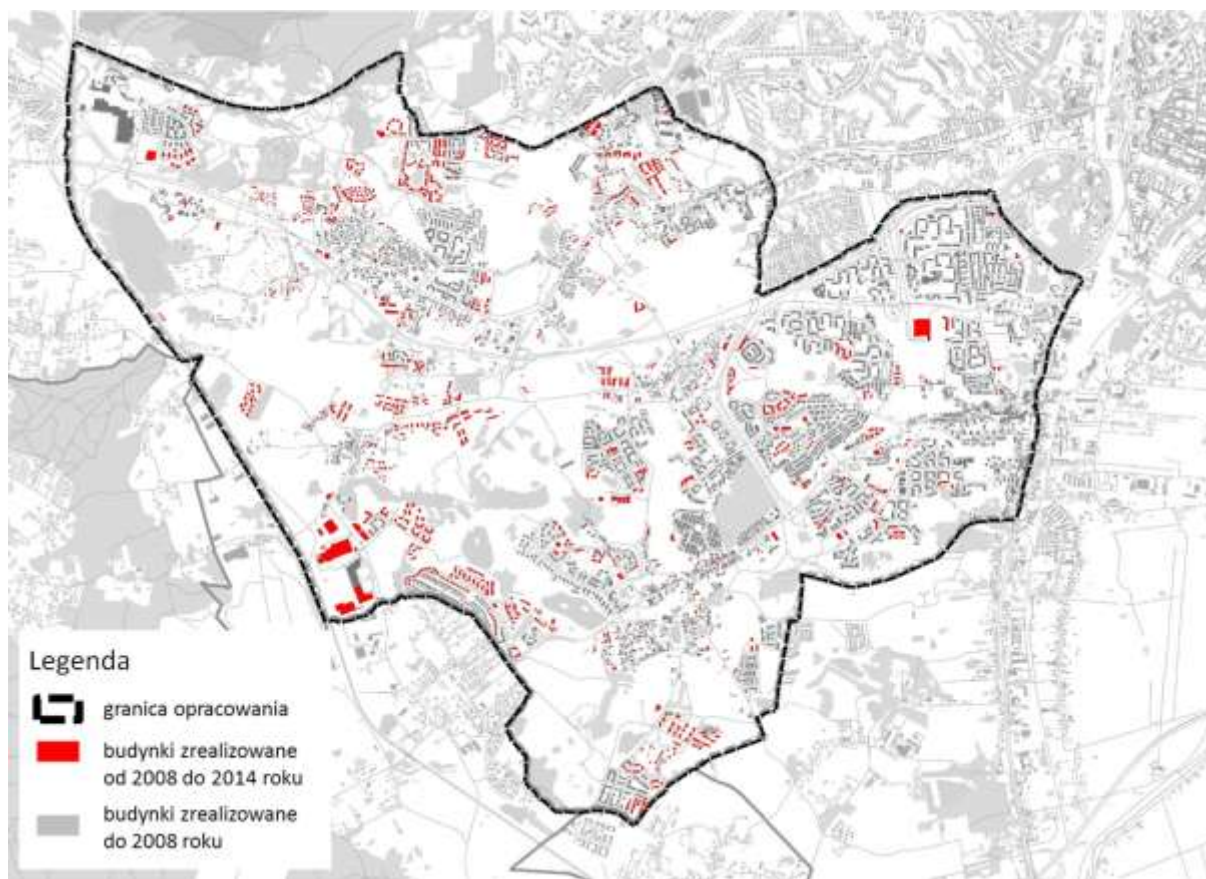 Legenda
granica opracowania
budynki zrealizowane
od 2008 do 2014 roku
budynki zrealizowane
do 2008 roku